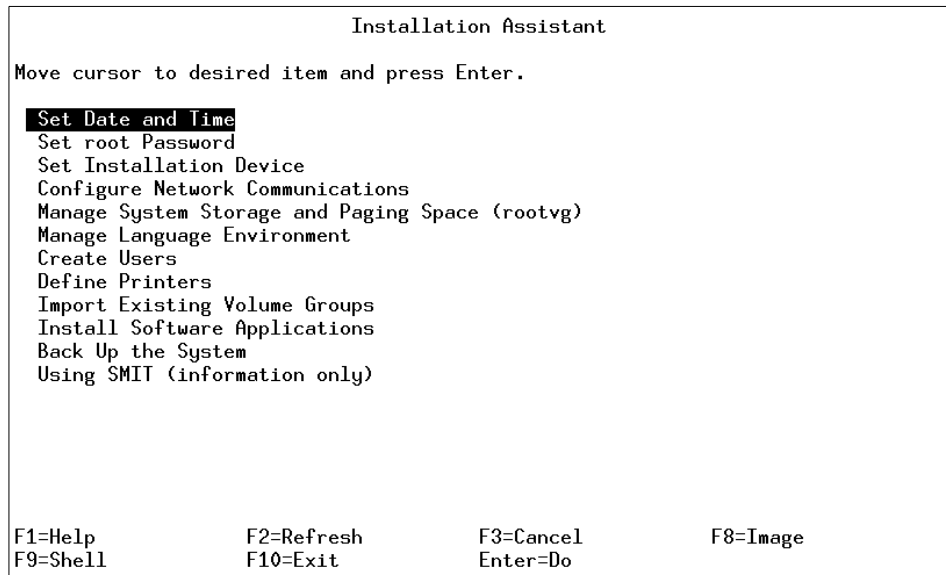 Installation Assistant
Move cursor to desired item and press Enter.
Set Date and Time
Set root Password
Set Installation Device
Configure Network Communications
Manage System Storage and Paging Space (rootvg)
Manage Language Environment
Create Users
Define Printers
Import Existing Volume Groups
Install Software Applications
Back Up the System
Using SMIT (information only)
F1=Help F2=Refresh F3=Cancel F8=Image
F9=Shell F10=Exit Enter=Do